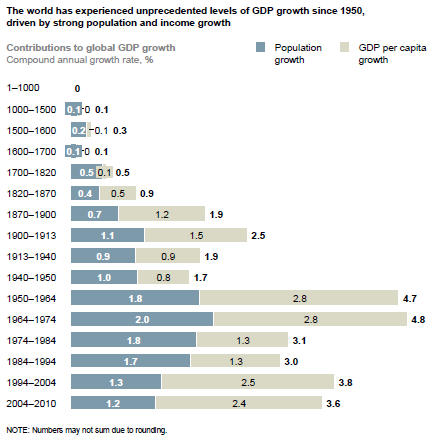 The world has experienced unprecedented levels of GDP growth since 1950,
driven by strong population and income growth
Contributions to global GDP growth
Compound annual growth rate, %
Population growth
GDP per capita growth
1–1000 0
1000–1500 0.1 0 0.1
1500–1600 0.2 0.1 0.3
1600–1700 0.1 0 0.1
1700–1820 0.5 0.1 0.5
1820–1870 0.4 0.5 0.9
1870–1900 0.7 1.2 1.9
1900–1913 1.1 1.5 2.5
1913–1940 0.9 0.9 1.9
1940–1950 1.0 0.8 1.7
1950–1964 1.8 2.8 4.7
1964–1974 2.0 2.8 4.8
1974–1984 1.8 1.3 3.1
1984–1994 1.7 1.3 3.0
1994–2004 1.3 2.5 3.8
2004–2010 1.2 2.4 3.6
NOTE: Numbers may not sum due to rounding.